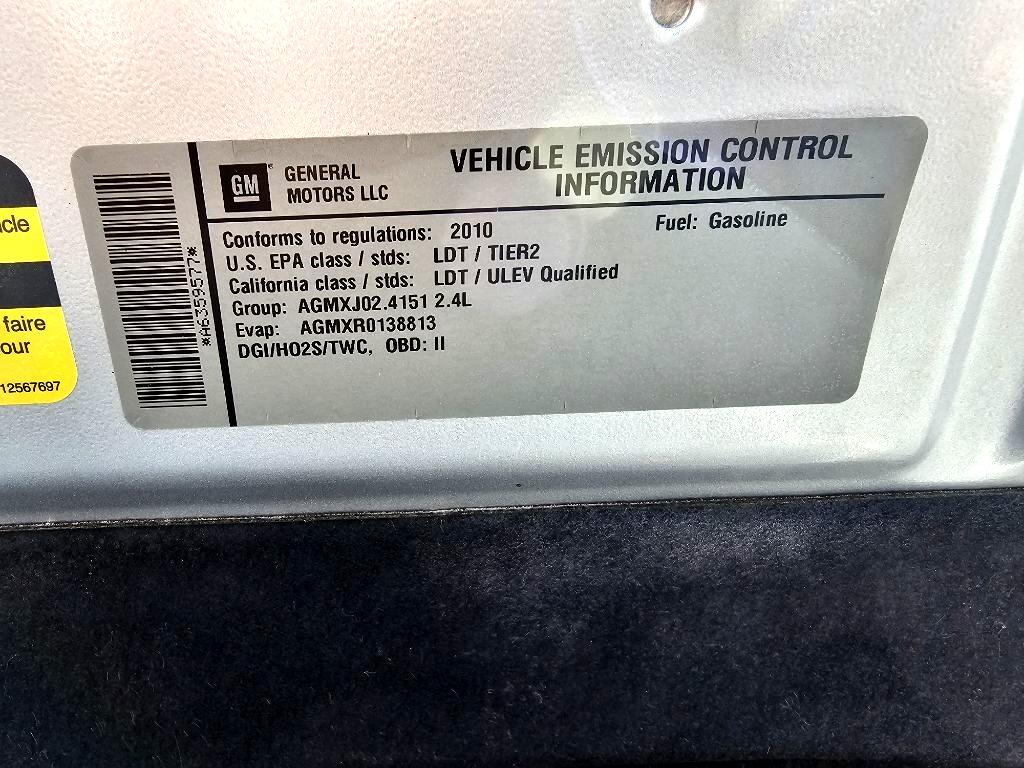 GM
GENERAL
MOTORS LLC
VEHICLE EMISSION CONTROL
INFORMATION
Conforms to regulations: 2010
Fuel: Gasoline
U.S. EPA class / stds: LDT / TIER2
California class / stds: LDT / ULEV Qualified
Group: AGMXJ02.4151 2.4L
Evap: AGMXR0138813
DGI/HO2S/TWC, OBD: II
*A6359577*
icle
faire
our
12567697